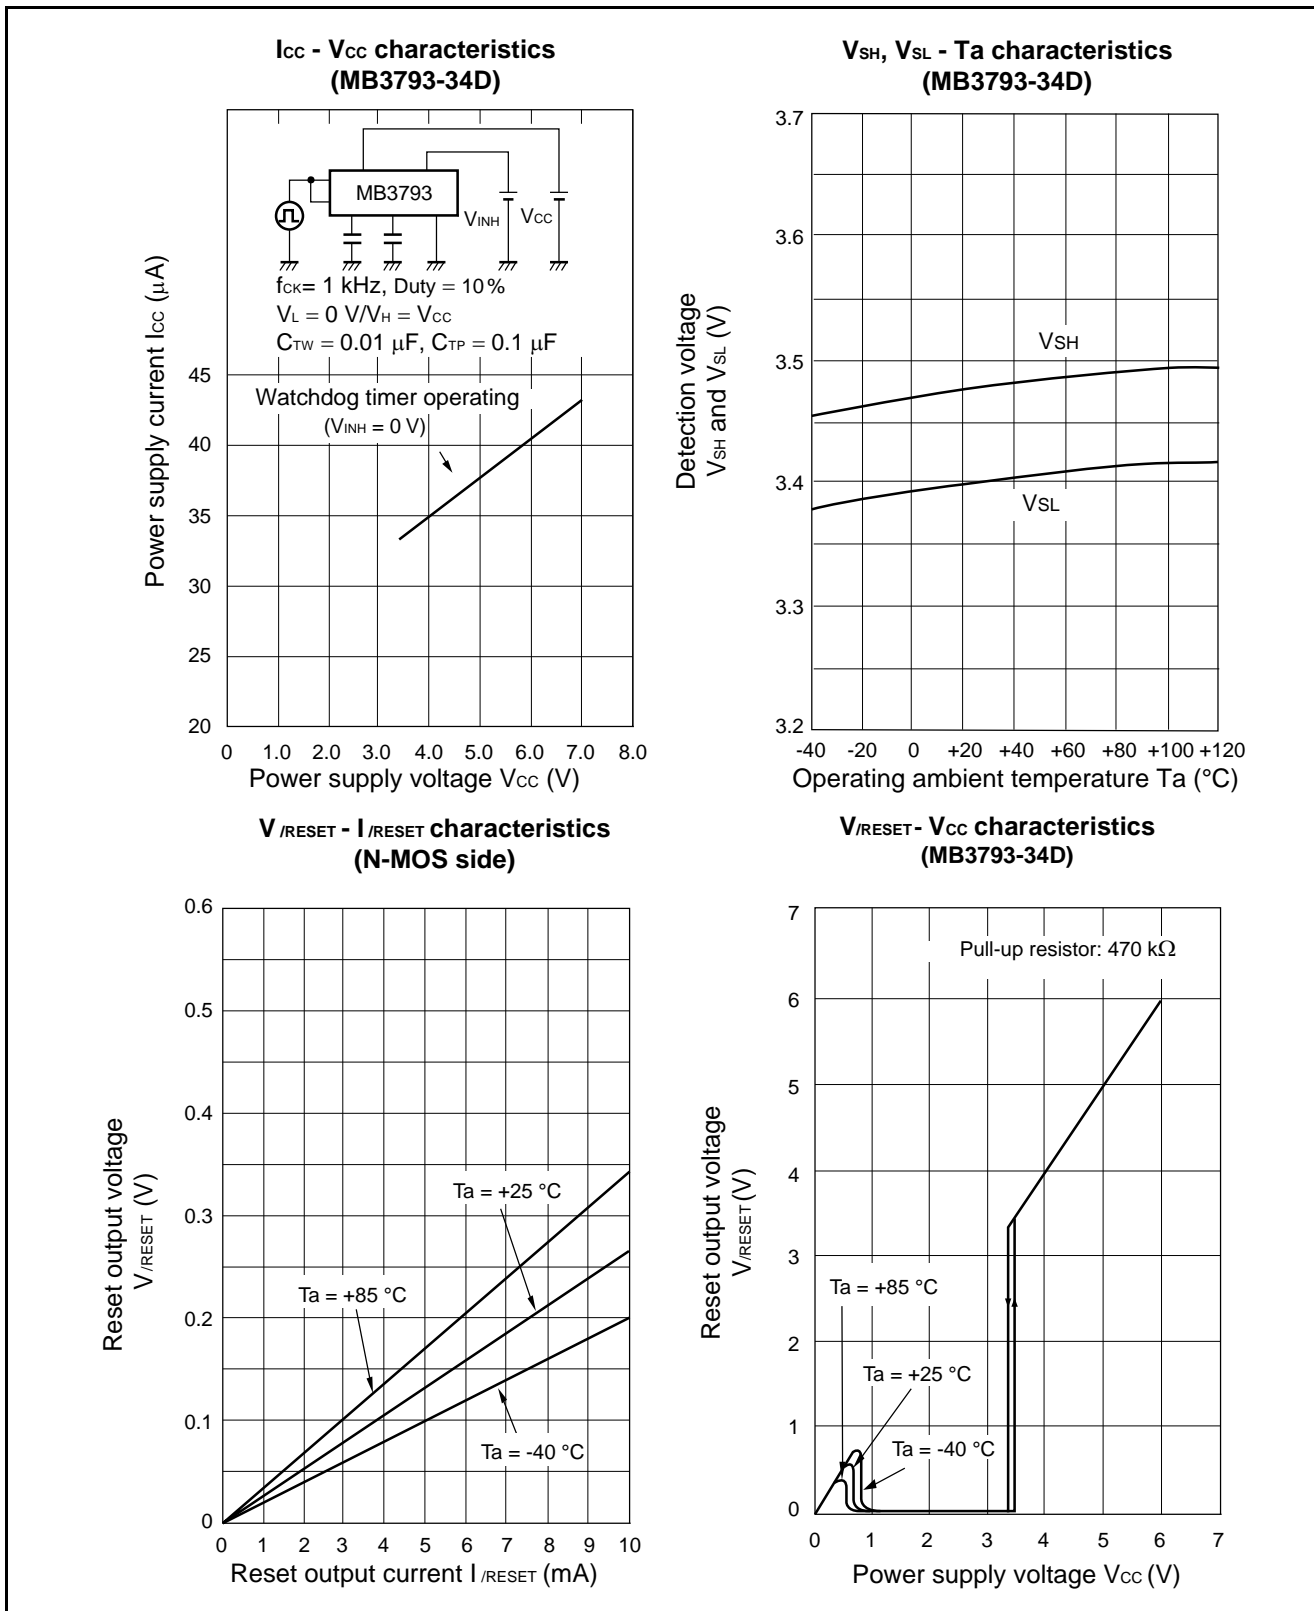 ICC - VCC characteristics
(MB3793-34D)
MB3793
VINH
VCC
fCK= 1 kHz, Duty = 10%
VL = 0 V/VH = VCC
CTW = 0.01 μF, CTP = 0.1 μF
Watchdog timer operating
(VINH = 0 V)
45
40
35
30
25
20
0 1.0 2.0 3.0 4.0 5.0 6.0 7.0 8.0
Power supply current ICC (μA)
Power supply voltage VCC (V)
VSH, VSL - Ta characteristics
(MB3793-34D)
3.7
3.6
3.5
3.4
3.3
3.2
VSH
VSL
-40 -20 0 +20 +40 +60 +80 +100 +120
Detection voltage
VSH and VSL (V)
Operating ambient temperature Ta (°C)
V /RESET - I /RESET characteristics
(N-MOS side)
0.6
0.5
0.4
0.3
0.2
0.1
0
Ta = +25 °C
Ta = +85 °C
Ta = -40 °C
0 1 2 3 4 5 6 7 8 9 10
Reset output voltage
V/RESET (V)
Reset output current I /RESET (mA)
V/RESET - VCC characteristics
(MB3793-34D)
Pull-up resistor: 470 kΩ
7
6
5
4
3
2
1
0
Ta = +85 °C
Ta = +25 °C
Ta = -40 °C
0 1 2 3 4 5 6 7
Reset output voltage
V/RESET (V)
Power supply voltage VCC (V)